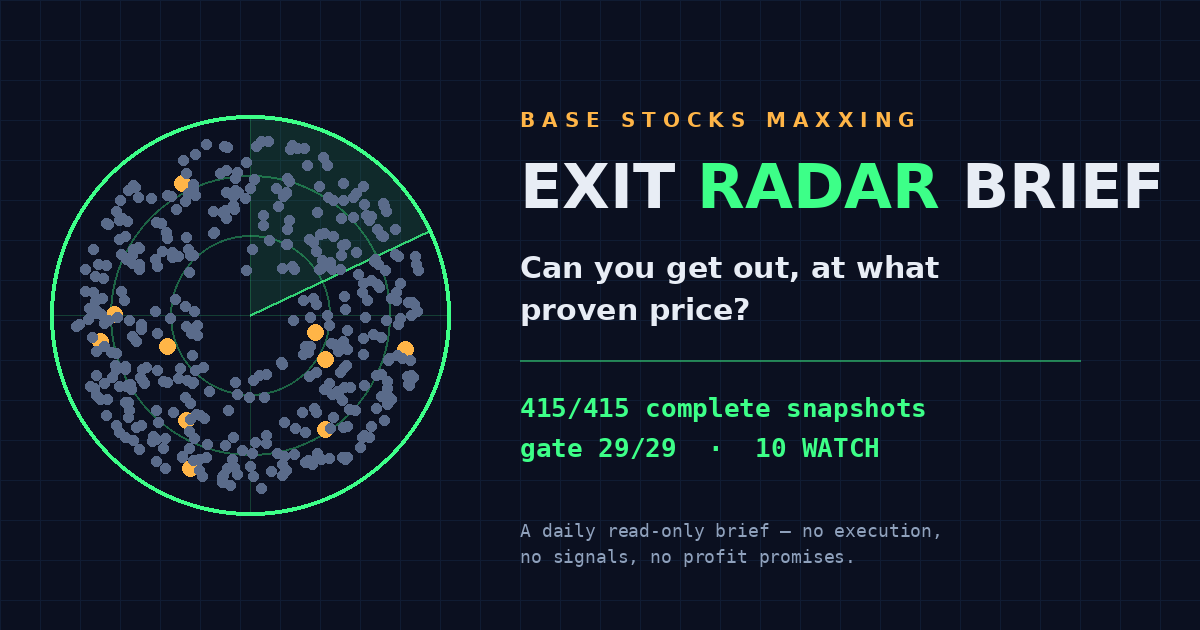 BASE STOCKS MAXXING
EXIT RADAR BRIEF
Can you get out, at what
proven price?
415/415 complete snapshots
gate 29/29 · 10 WATCH
A daily read-only brief — no execution,
no signals, no profit promises.